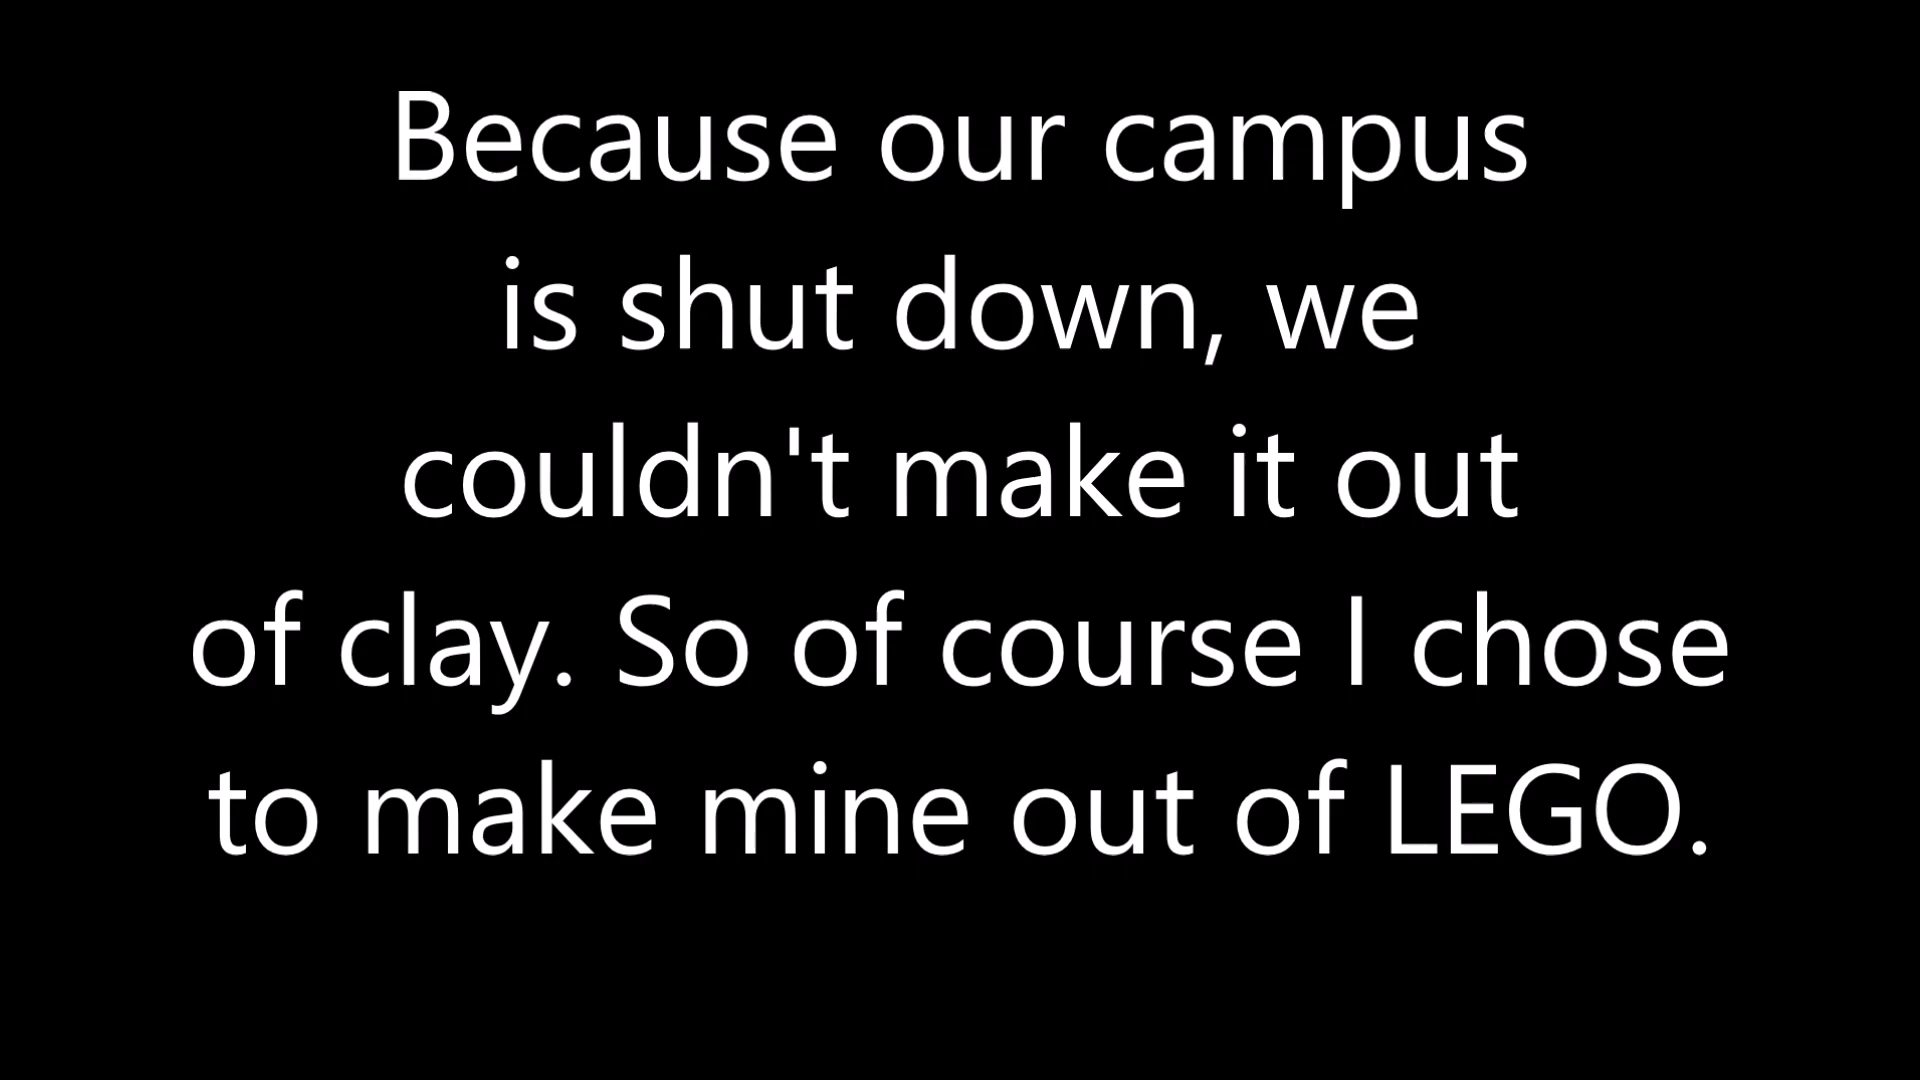 Because our campus
is shut down, we
couldn't make it out
of clay. So of course I chose
to make mine out of LEGO.